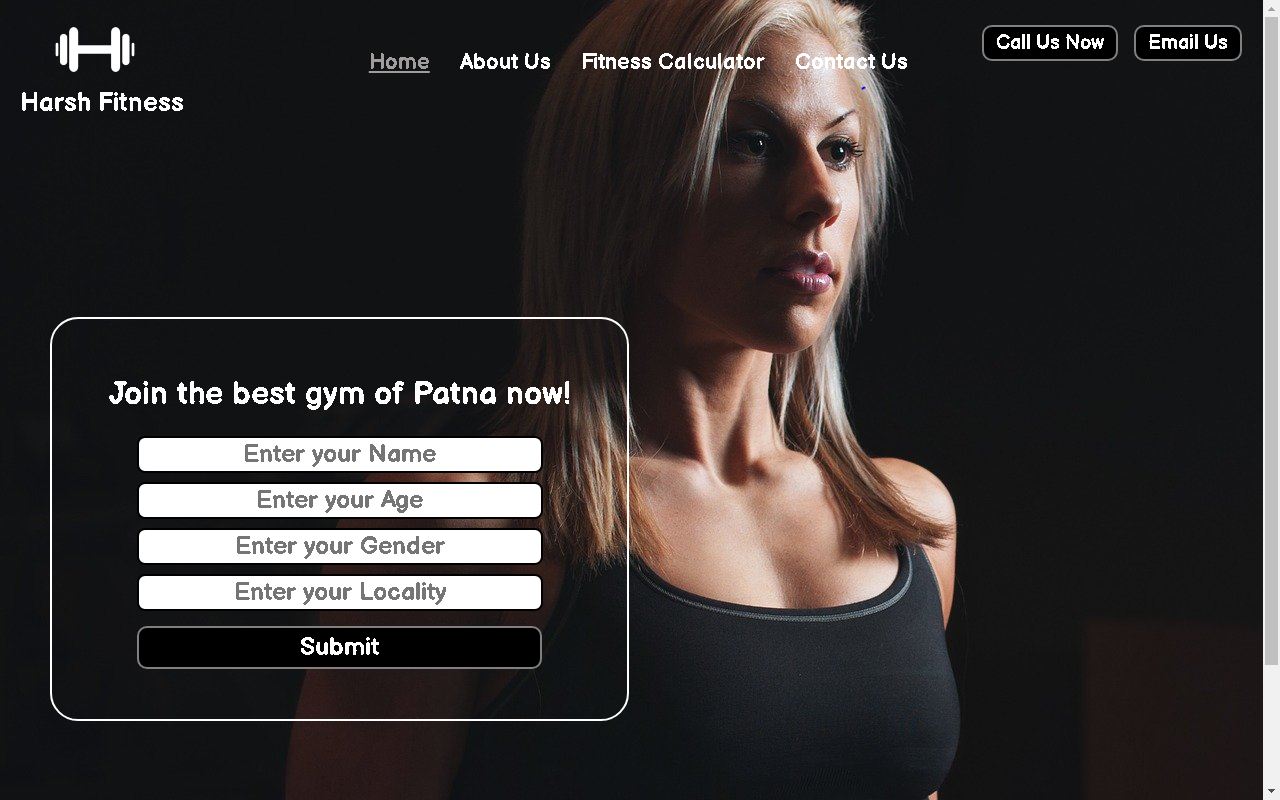 Harsh Fitness
Home
About Us
Fitness Calculator
Contact Us
Call Us Now
Email Us
Join the best gym of Patna now!
Enter your Name
Enter your Age
Enter your Gender
Enter your Locality
Submit